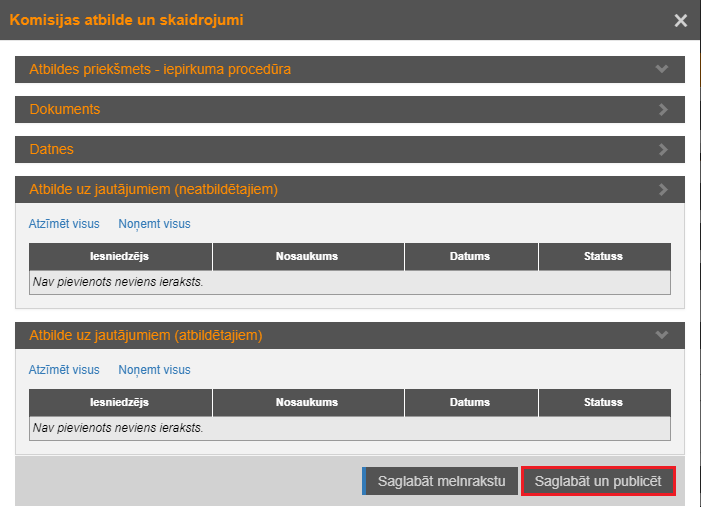 Komisijas atbilde un skaidrojumi
Atbildes priekšmets - iepirkuma procedūra
Dokuments
Datnes
Atbilde uz jautājumiem (neatbildētajiem)
Atzīmēt visus Noņemt visus
Iesniedzējs Nosaukums Datums Statuss
Nav pievienots neviens ieraksts.
Atbilde uz jautājumiem (atbildētajiem)
Atzīmēt visus Noņemt visus
Iesniedzējs Nosaukums Datums Statuss
Nav pievienots neviens ieraksts.
Saglabāt melnrakstu Saglabāt un publicēt